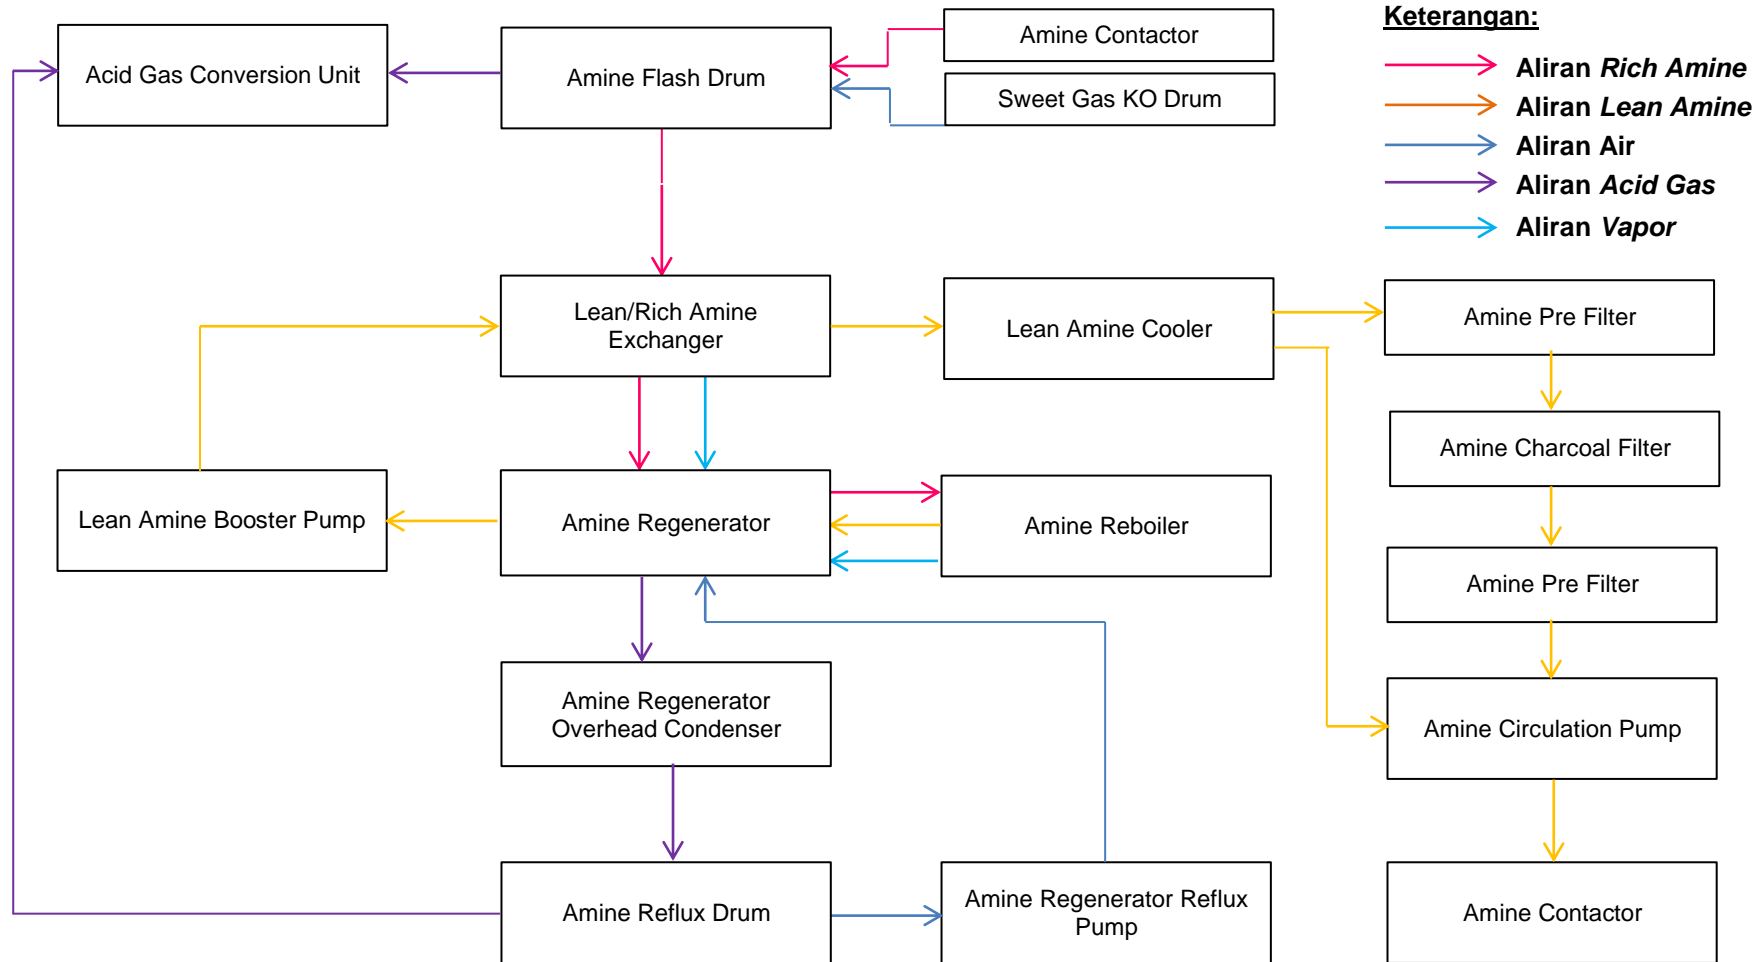 Keterangan:
Amine Contactor
Acid Gas Conversion Unit
Amine Flash Drum
Sweet Gas KO Drum
Aliran Rich Amine
Aliran Lean Amine
Aliran Air
Aliran Acid Gas
Aliran Vapor
Lean/Rich Amine
Exchanger
Lean Amine Cooler
Amine Pre Filter
Amine Charcoal Filter
Lean Amine Booster Pump
Amine Regenerator
Amine Reboiler
Amine Pre Filter
Amine Regenerator
Overhead Condenser
Amine Circulation Pump
Amine Reflux Drum
Amine Regenerator Reflux
Pump
Amine Contactor